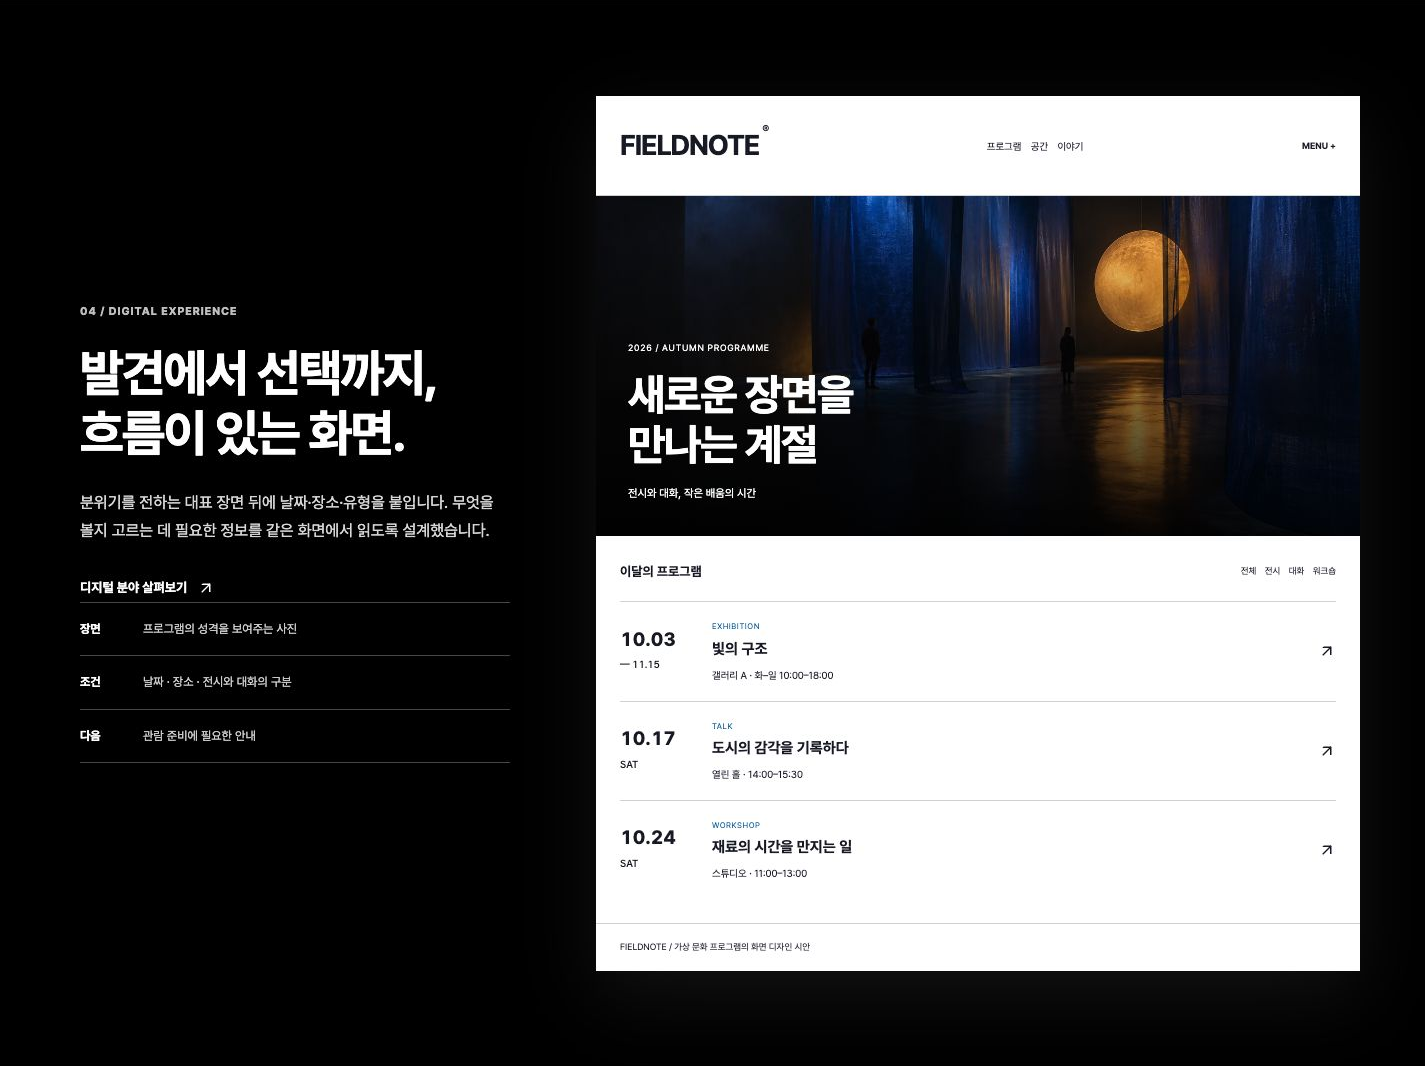 04 / DIGITAL EXPERIENCE
발견에서 선택까지,
흐름이 있는 화면.
분위기를 전하는 대표 장면 뒤에 날짜·장소·유형을 붙입니다. 무엇을
볼지 고르는 데 필요한 정보를 같은 화면에서 읽도록 설계했습니다.
디지털 분야 살펴보기
장면 프로그램의 성격을 보여주는 사진
조건 날짜 · 장소 · 전시와 대화의 구분
다음 관람 준비에 필요한 안내
FIELDNOTE®
프로그램 공간 이야기
MENU +
2026 / AUTUMN PROGRAMME
새로운 장면을
만나는 계절
전시와 대화, 작은 배움의 시간
이달의 프로그램
전체 전시 대화 워크숍
10.03
— 11.15
EXHIBITION
빛의 구조
갤러리 A · 화–일 10:00–18:00
10.17
SAT
TALK
도시의 감각을 기록하다
열린 홀 · 14:00–15:30
10.24
SAT
WORKSHOP
재료의 시간을 만지는 일
스튜디오 · 11:00–13:00
FIELDNOTE / 가상 문화 프로그램의 화면 디자인 시안